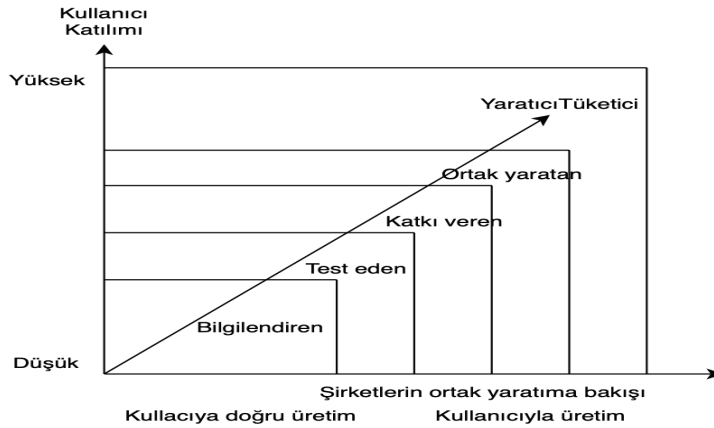 Kullanıcı
Katılımı
Yüksek
YaratıcıTüketici
Ortak yaratan
Katkı veren
Test eden
Bilgilendiren
Düşük
Şirketlerin ortak yaratıma bakışı
Kullacıya doğru üretim
Kullanıcıyla üretim